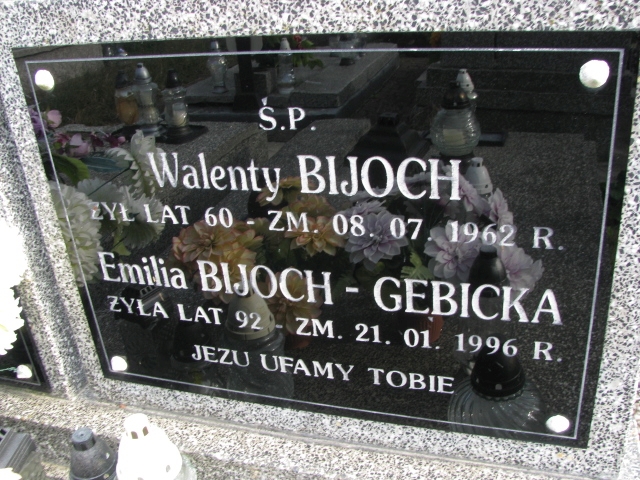 Ś.P.
Walenty BIJOCH
ŻYŁ LAT 60 - ZM. 08. 07. 1962 R.
Emilia BIJOCH - GĘBICKA
ŻYŁA LAT 92 ZM. 21. 01. 1996 R.
JEZU UFAMY TOBIE